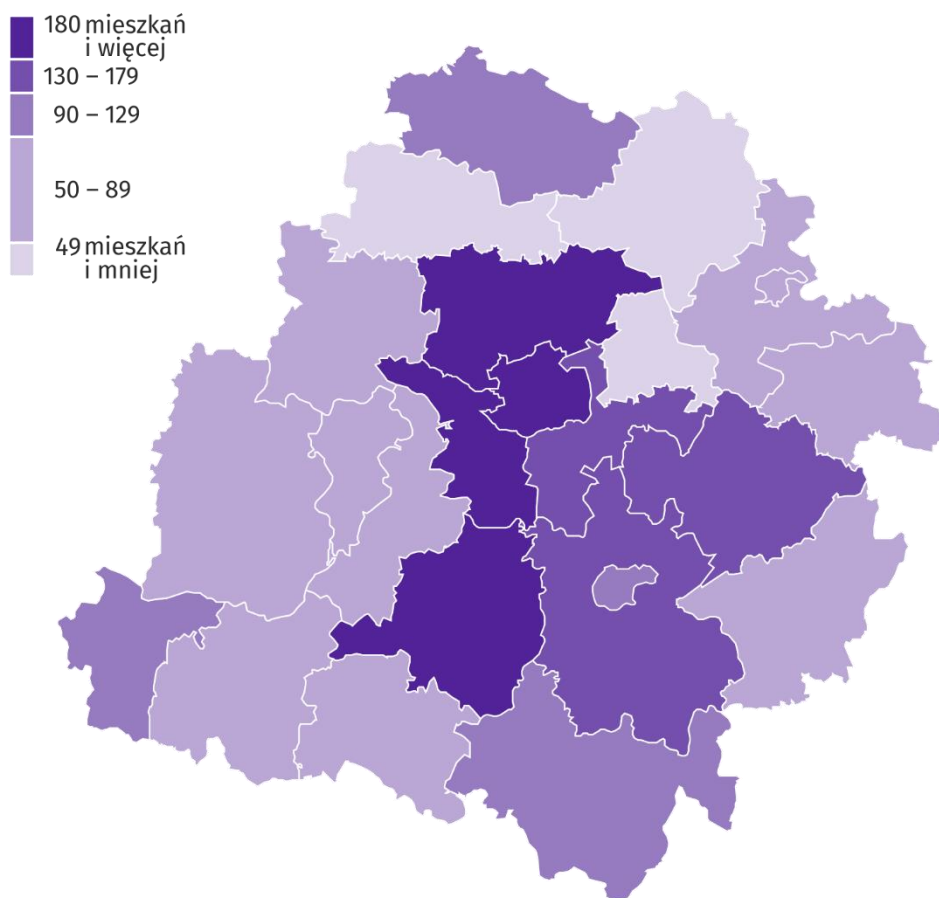 180 mieszkań
i więcej
130 – 179
90 – 129
50 – 89
49 mieszkań
i mniej